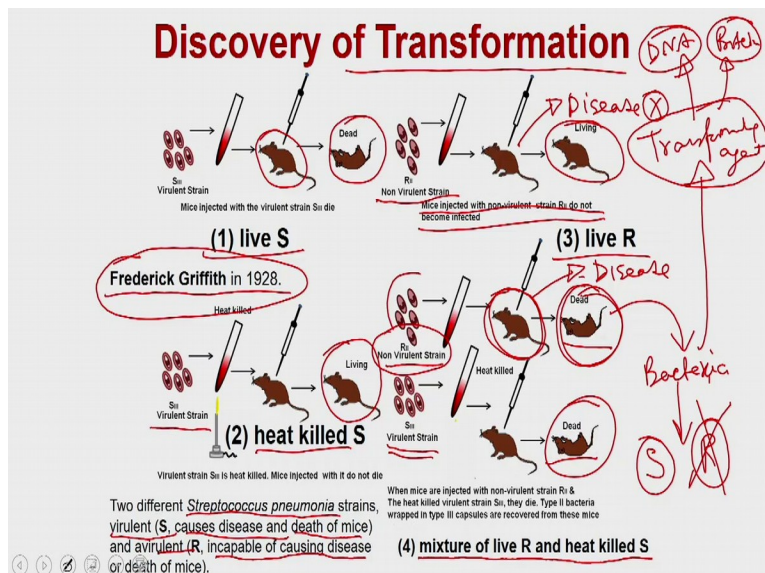 Discovery of Transformation
DNA
Disease X
Transforming
agent
Dead
Living
SIII
Virulent Strain
RII
Non Virulent Strain
Mice injected with the virulent strain SIII die
Mice injected with non-virulent strain RII do not
become infected
(1) live S
(3) live R
Frederick Griffith in 1928.
Disease
Heat killed
Dead
Living
RII
Non Virulent Strain
Heat killed
Bacteria
SIII
Virulent Strain
SIII
Virulent Strain
Dead
S
R
(2) heat killed S
Virulent strain SIII is heat killed. Mice injected with it do not die
When mice are injected with non-virulent strain RII &
The heat killed virulent strain SIII, they die. Type II bacteria
wrapped in type III capsules are recovered from these mice
Two different Streptococcus pneumonia strains,
virulent (S, causes disease and death of mice)
and avirulent (R, incapable of causing disease
or death of mice).
(4) mixture of live R and heat killed S